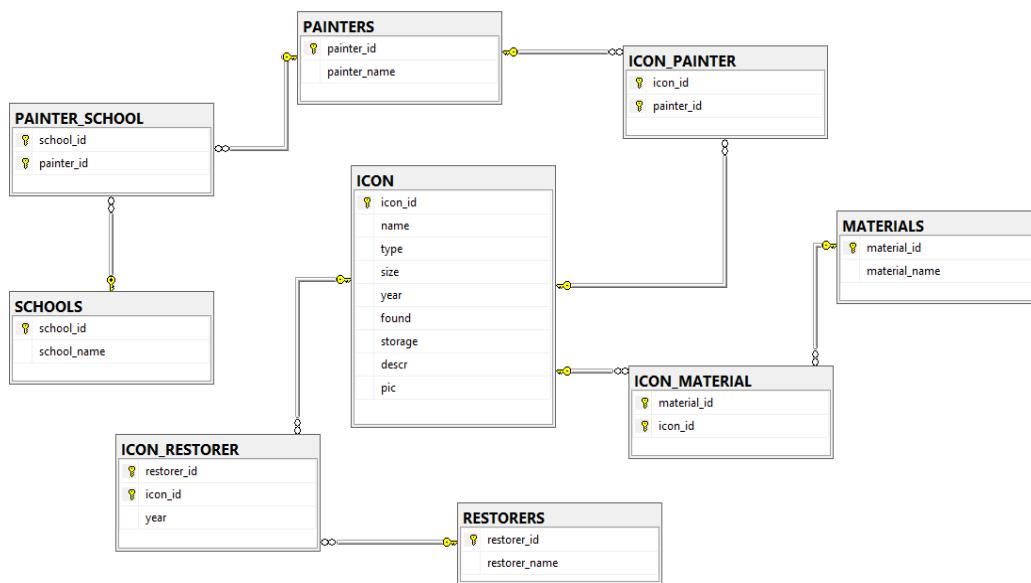 PAINTERS
painter_id
painter_name
ICON_PAINTER
icon_id
painter_id
PAINTER_SCHOOL
school_id
painter_id
ICON
icon_id
name
type
size
year
found
storage
descr
pic
MATERIALS
material_id
material_name
SCHOOLS
school_id
school_name
ICON_MATERIAL
material_id
icon_id
ICON_RESTORER
restorer_id
icon_id
year
RESTORERS
restorer_id
restorer_name